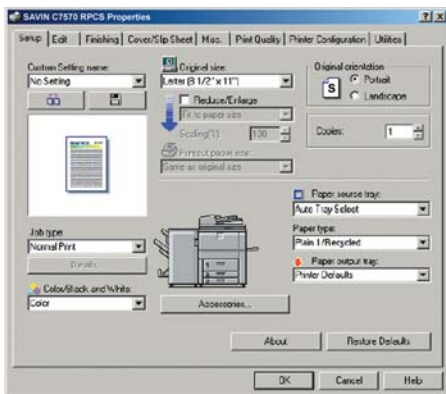 SAVIN C7570 RPCS Properties
Setup Edit Finishing Cover/Slip Sheet Misc. Print Quality Printer Configuration Utilities
Custom Setting name:
No Setting
Original size:
Letter (8 1/2" x 11")
Reduce/Enlarge
Fit to paper size
Scaling(%): 100
Printout paper size:
Same as original size
Original orientation
S
Portrait
Landscape
Copies: 1
Job type:
Normal Print
Details...
Color/Black and White:
Color
Accessories...
Paper source tray:
Auto Tray Select
Paper type:
Plain 1/Recycled
Paper output tray:
Printer Defaults
About Restore Defaults
OK Cancel Help